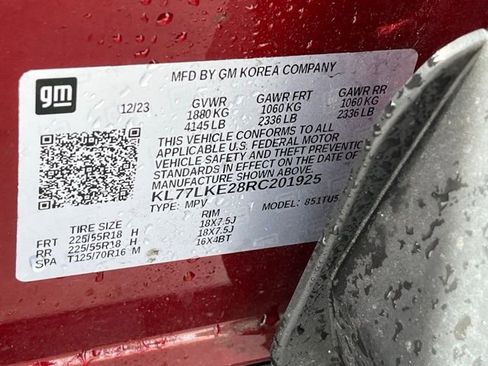 gm
MFD BY GM KOREA COMPANY
12/23 GVWR GAWR FRT GAWR RR
1880 KG 1060 KG 1060 KG
4145 LB 2336 LB 2336 LB
THIS VEHICLE CONFORMS TO ALL
APPLICABLE U.S. FEDERAL MOTOR
VEHICLE SAFETY AND THEFT PREVENTION
STANDARDS IN EFFECT ON THE DATE OF
MANUFACTURE SHOWN ABOVE.
KL77LKE28RC201925
TYPE: MPV MODEL: 851TU5
TIRE SIZE RIM
FRT 225/55R18 H 18X7.5J
RR 225/55R18 H 18X7.5J
SPA T125/70R16 M 16X4BT